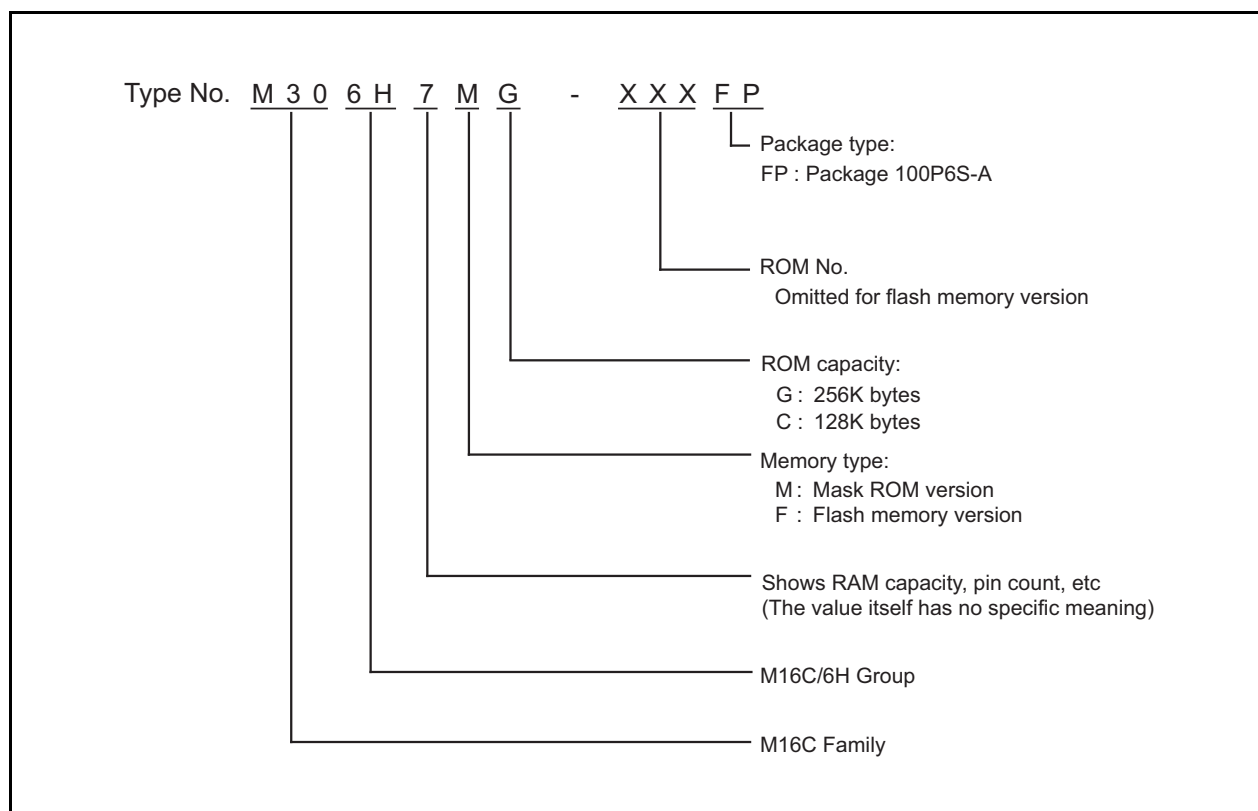 Type No. M 3 0 6 H 7 M G - X X X F P
Package type:
FP : Package 100P6S-A
ROM No.
Omitted for flash memory version
ROM capacity:
G : 256K bytes
C : 128K bytes
Memory type:
M : Mask ROM version
F : Flash memory version
Shows RAM capacity, pin count, etc
(The value itself has no specific meaning)
M16C/6H Group
M16C Family